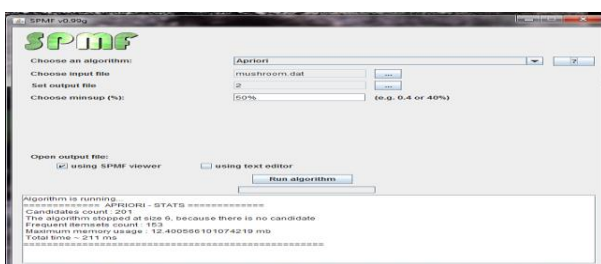 SPMF v0.99g
SPMF
Choose an algorithm: Apriori ?
Choose input file mushroom.dat ...
Set output file 2 ...
Choose minsup (%): 50% (e.g. 0.4 or 40%)
Open output file:
using SPMF viewer using text editor
Run algorithm
Algorithm is running...
============= APRIORI - STATS =============
Candidates count : 201
The algorithm stopped at size 6, because there is no candidate
Frequent itemsets count : 153
Maximum memory usage : 12.400566101074219 mb
Total time ~ 211 ms
===================================================